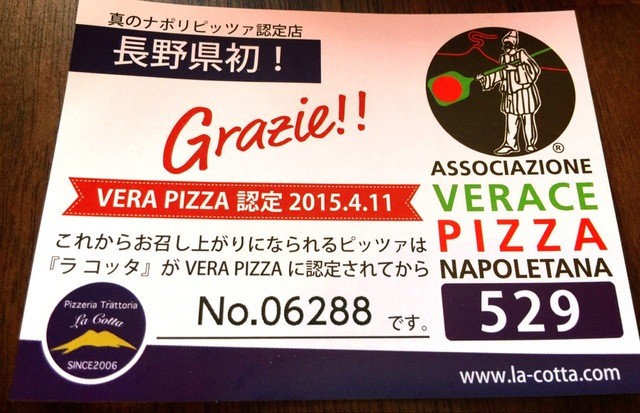 真のナポリピッツァ認定店
長野県初！
Grazie!!
VERA PIZZA 認定 2015.4.11
これからお召し上がりになられるピッツァは
『ラ コッタ』が VERA PIZZA に認定されてから
No.06288 です。
Pizzeria Trattoria
La Cotta
SINCE2006
®
ASSOCIAZIONE
VERACE
PIZZA
NAPOLETANA
529
www.la-cotta.com